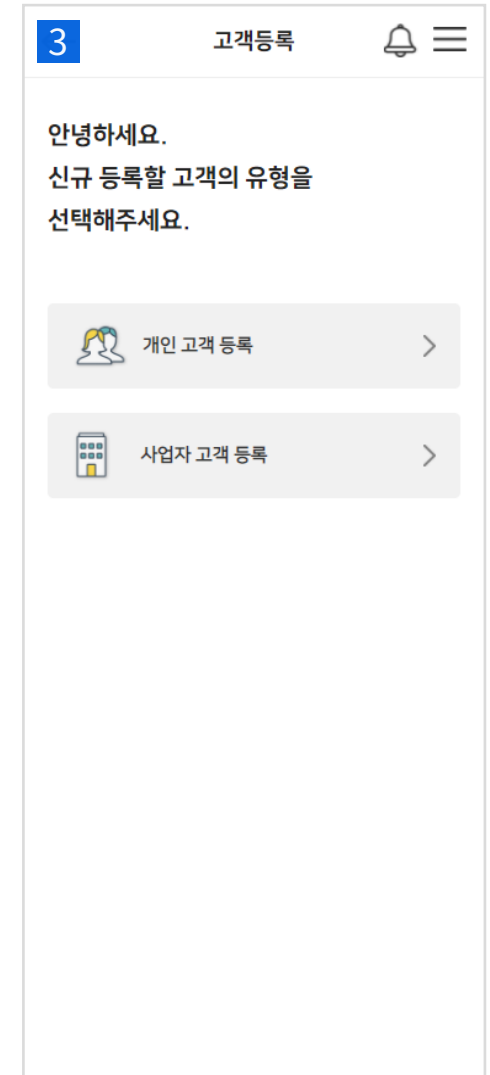 3
고객등록
안녕하세요.
신규 등록할 고객의 유형을
선택해주세요.
개인 고객 등록
사업자 고객 등록